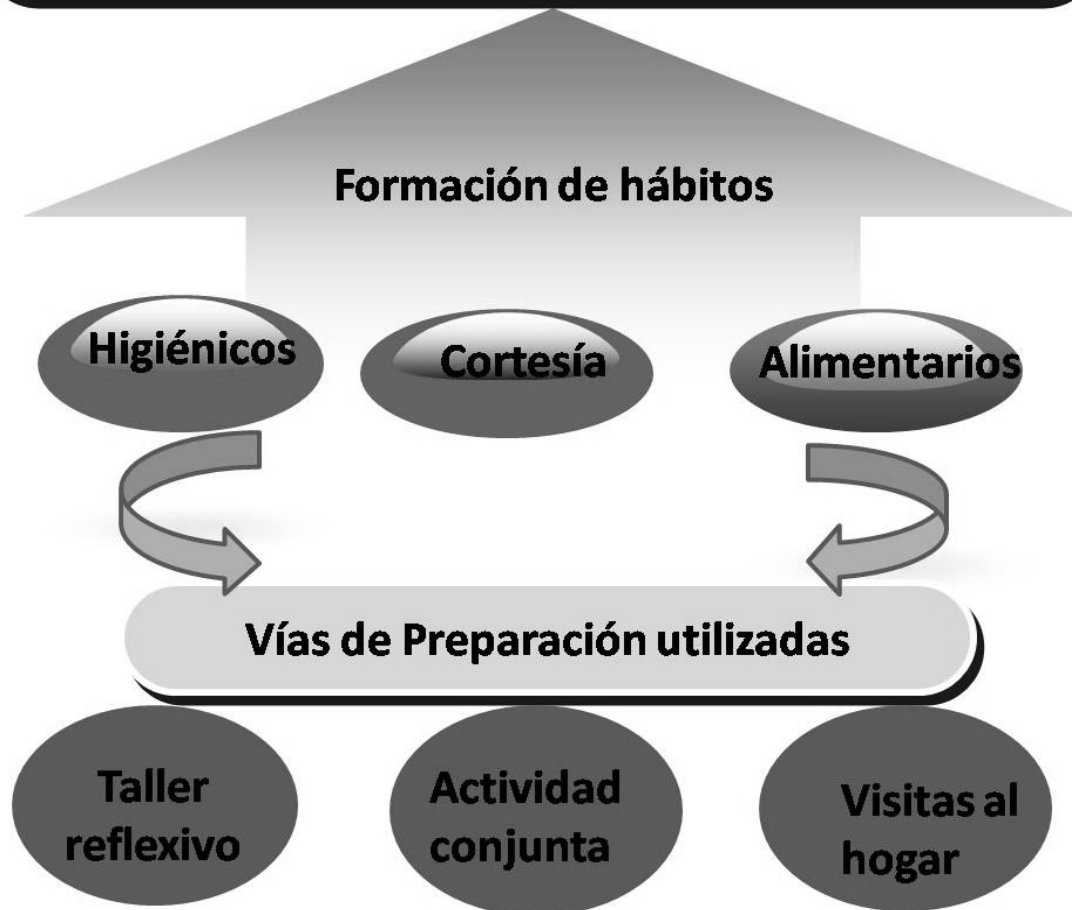 Formación de hábitos
Higiénicos
Cortesía
Alimentarios
Vías de Preparación utilizadas
Taller
reflexivo
Actividad
conjunta
Visitas al
hogar